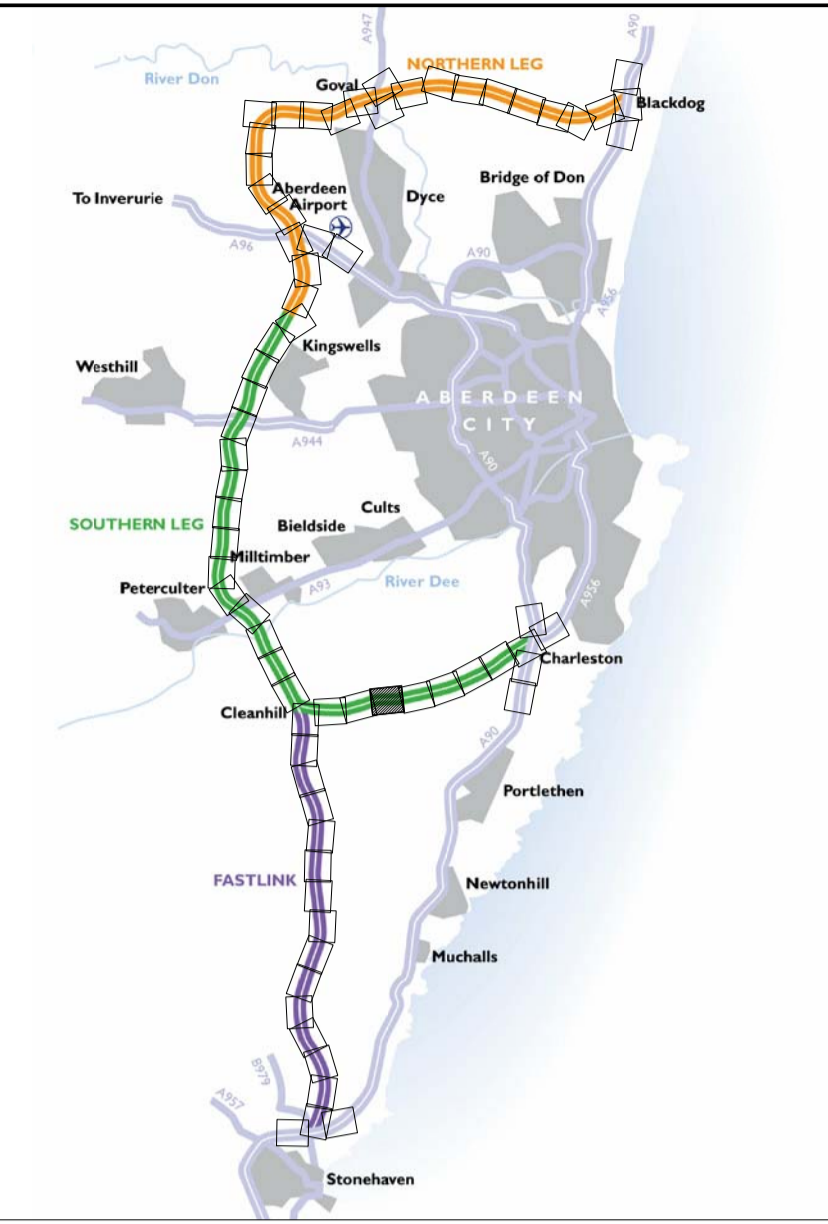 A947
A90
NORTHERN LEG
River Don
Goval
Blackdog
Bridge of Don
Aberdeen
Airport
Dyce
To Inverurie
A96
A90
A956
Kingswells
Westhill
ABERDEEN
CITY
A944
A90
Cults
SOUTHERN LEG
Bieldside
Milltimber
Peterculter
A93
River Dee
A956
Charleston
Cleanhill
A90
Portlethen
FASTLINK
Newtonhill
Muchalls
B979
A957
Stonehaven